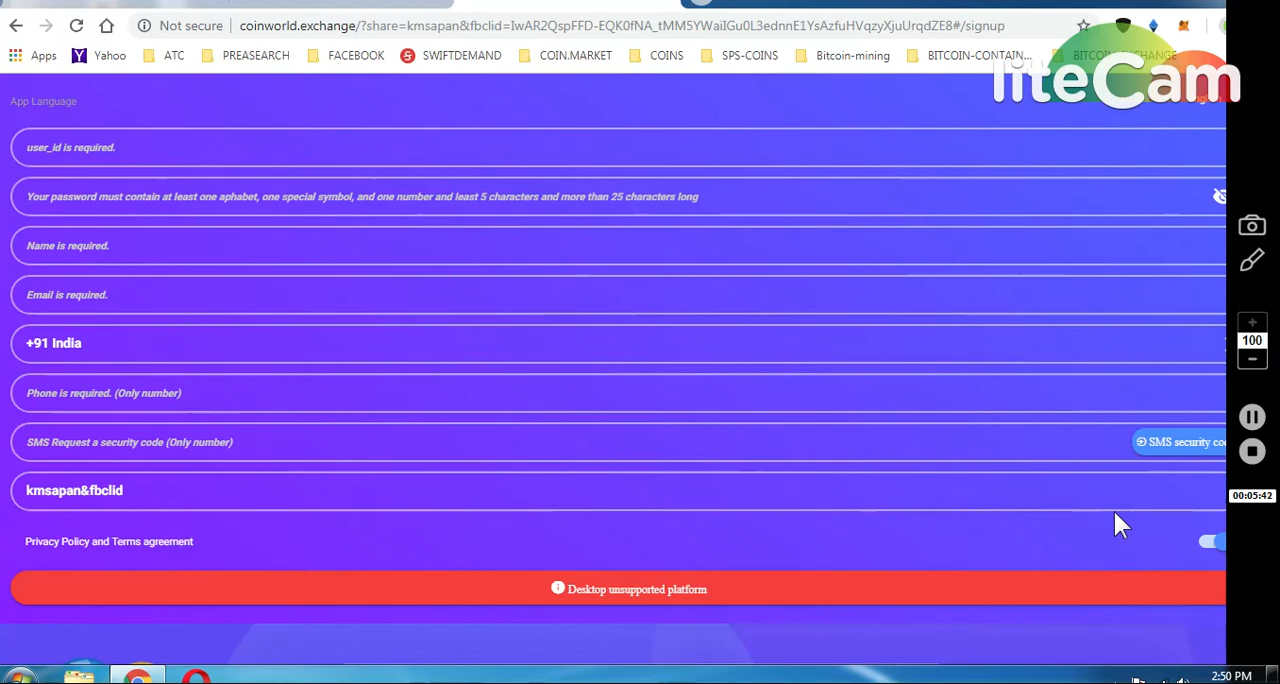 Not secure | coinworld.exchange/?share=kmsapan&fbclid=IwAR2QspFFD-EQK0fNA_tMM5YWaiIGu0L3ednnE1YsAzfuHVqzyXjuUrqdZE8#/signup
Apps Yahoo ATC PREASEARCH FACEBOOK SWIFTDEMAND COIN.MARKET COINS SPS-COINS Bitcoin-mining BITCOIN-CONTAIN... BITCOIN-EXCHANGE
liteCam
App Language
user_id is required.
Your password must contain at least one aphabet, one special symbol, and one number and least 5 characters and more than 25 characters long
Name is required.
Email is required.
+91 India
100
Phone is required. (Only number)
SMS Request a security code (Only number)
SMS security co
kmsapan&fbclid
00:05:42
Privacy Policy and Terms agreement
Desktop unsupported platform
2:50 PM